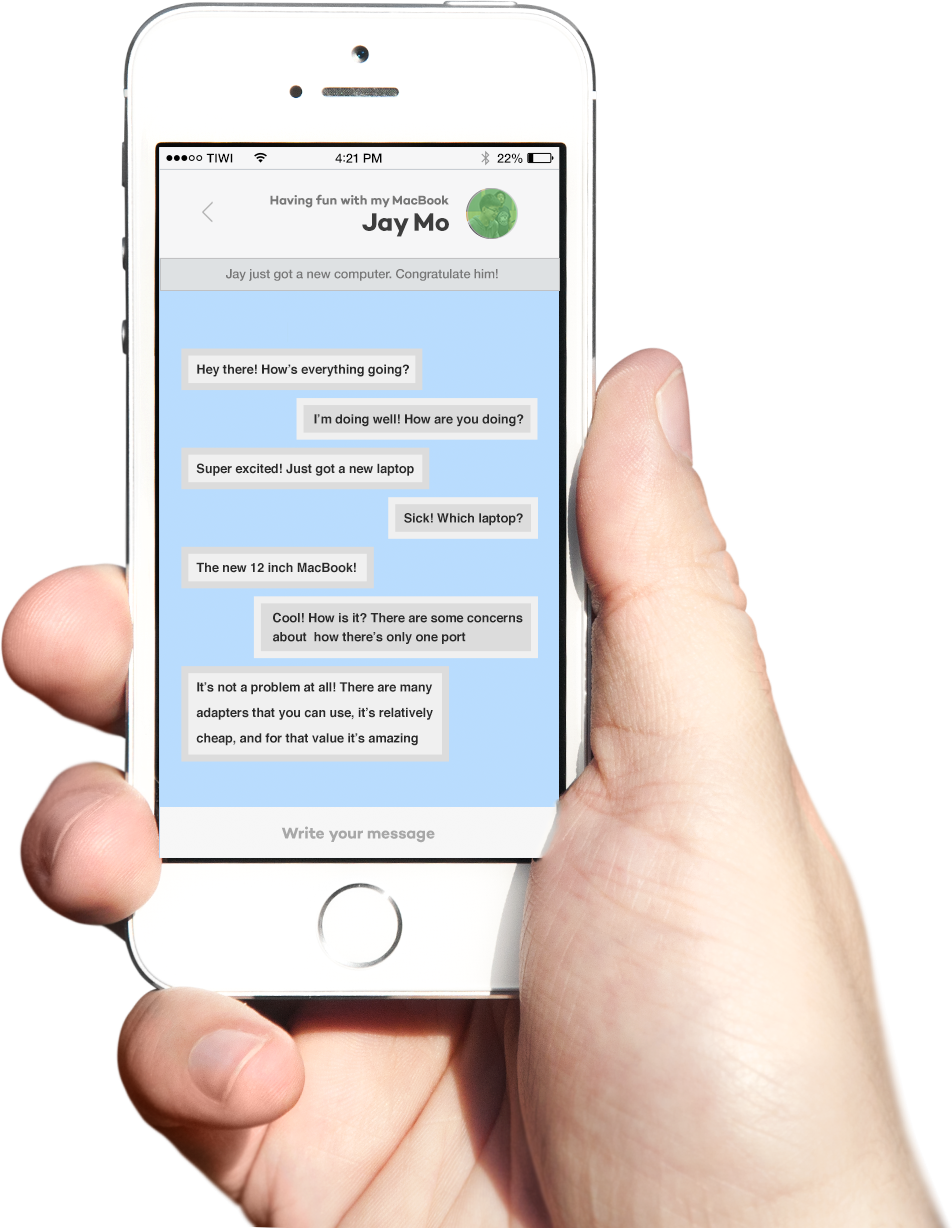 TIWI 4:21 PM 22%
Having fun with my MacBook
Jay Mo
Jay just got a new computer. Congratulate him!
Hey there! How's everything going?
I'm doing well! How are you doing?
Super excited! Just got a new laptop
Sick! Which laptop?
The new 12 inch MacBook!
Cool! How is it? There are some concerns
about  how there's only one port
It's not a problem at all! There are many
adapters that you can use, it's relatively
cheap, and for that value it's amazing
Write your message